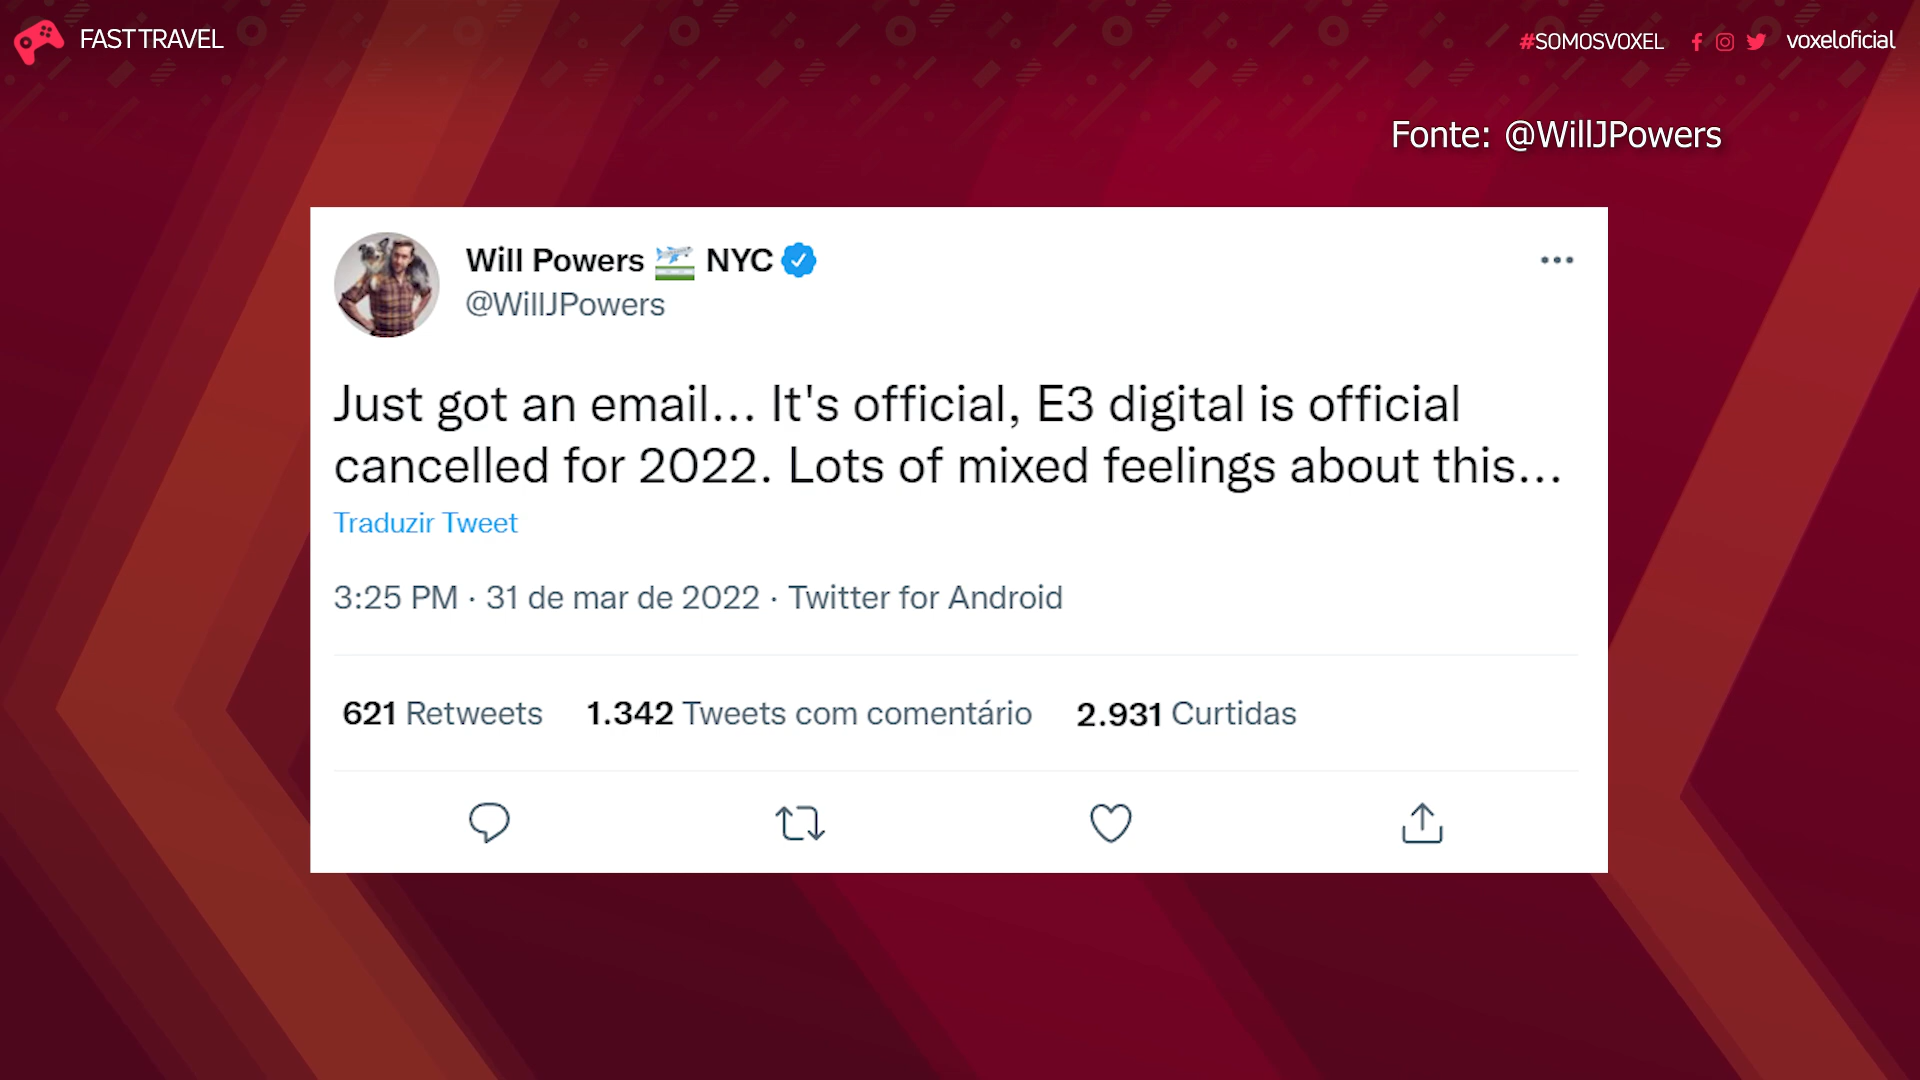 FAST TRAVEL
#SOMOSVOXEL voxeloficial
Fonte: @WillJPowers
Will Powers 🛫 NYC
@WillJPowers
Just got an email... It's official, E3 digital is official
cancelled for 2022. Lots of mixed feelings about this...
Traduzir Tweet
3:25 PM · 31 de mar de 2022 · Twitter for Android
621 Retweets 1.342 Tweets com comentário 2.931 Curtidas